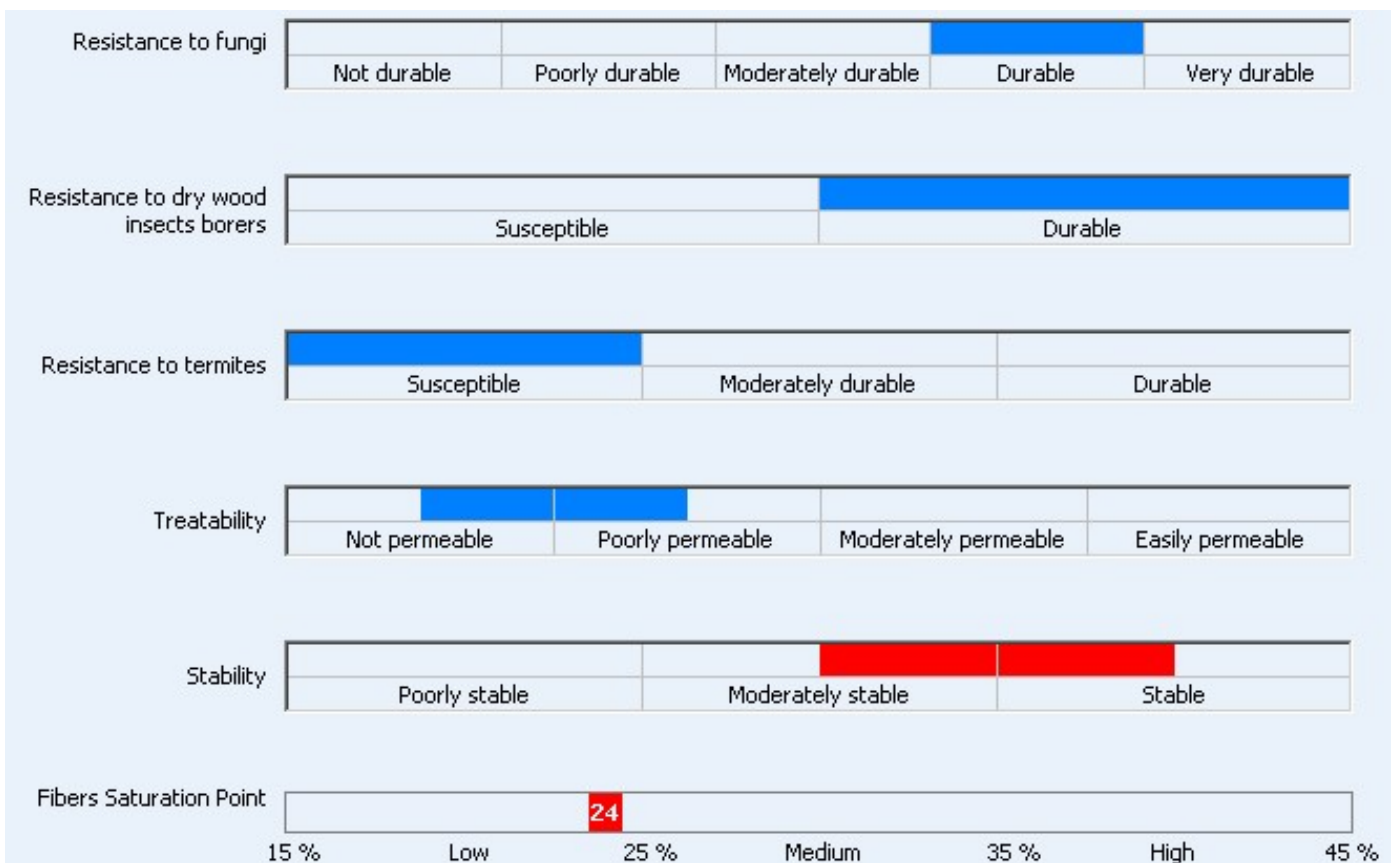 Resistance to fungi
Not durable Poorly durable Moderately durable Durable Very durable
Resistance to dry wood
insects borers
Susceptible Durable
Resistance to termites
Susceptible Moderately durable Durable
Treatability
Not permeable Poorly permeable Moderately permeable Easily permeable
Stability
Poorly stable Moderately stable Stable
Fibers Saturation Point
24
15 % Low 25 % Medium 35 % High 45 %